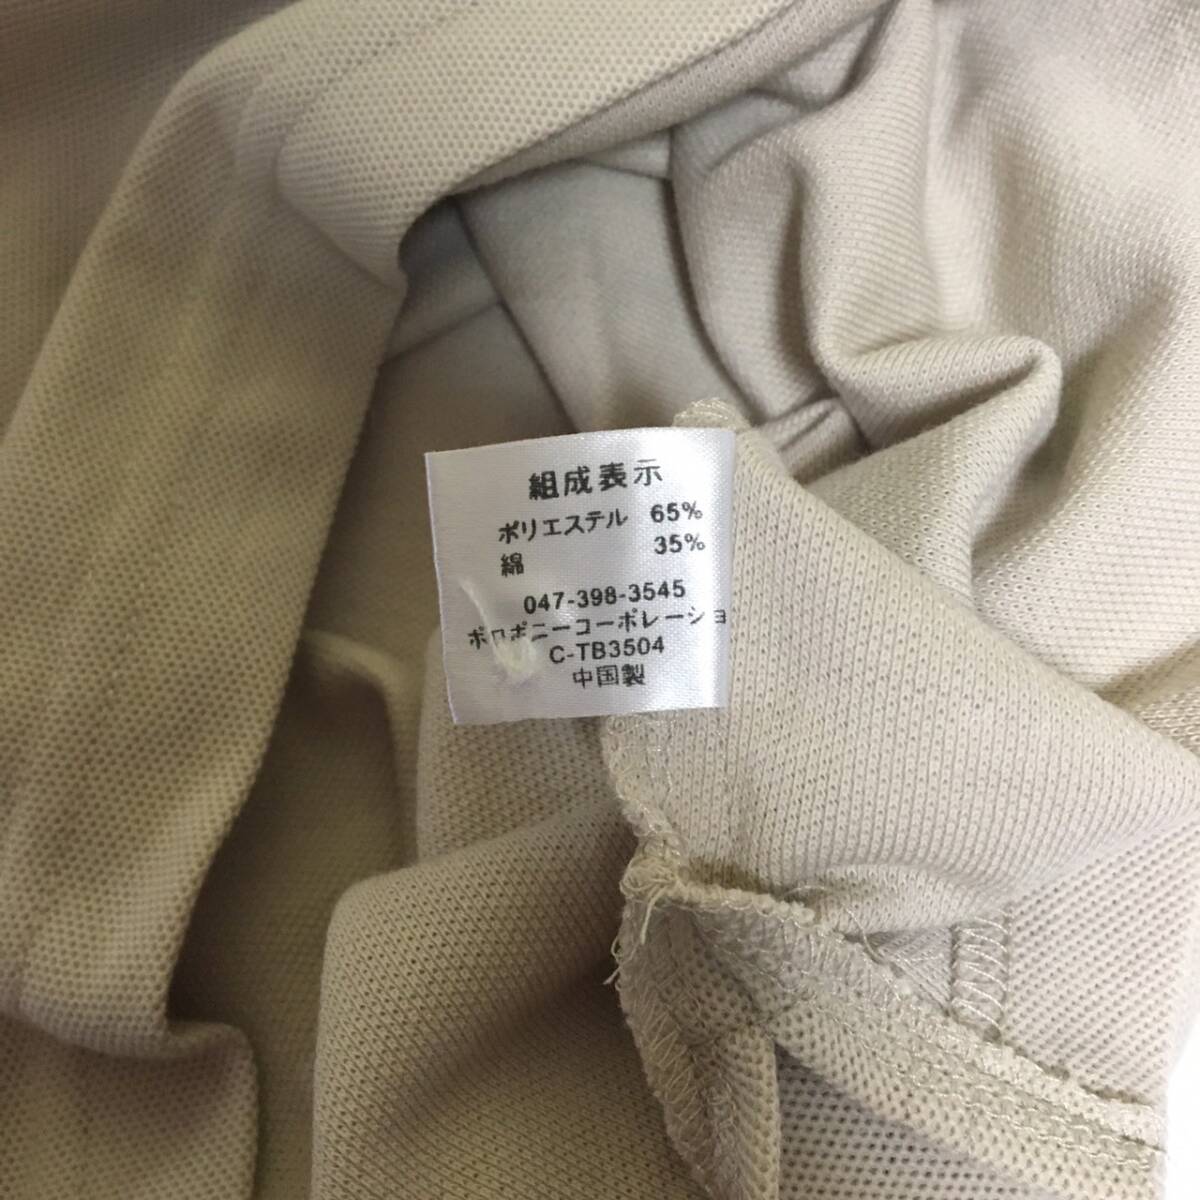 組成表示
ポリエステル 65%
綿 35%
047-398-3545
ポロポニーコーポレーショ
C-TB3504
中国製